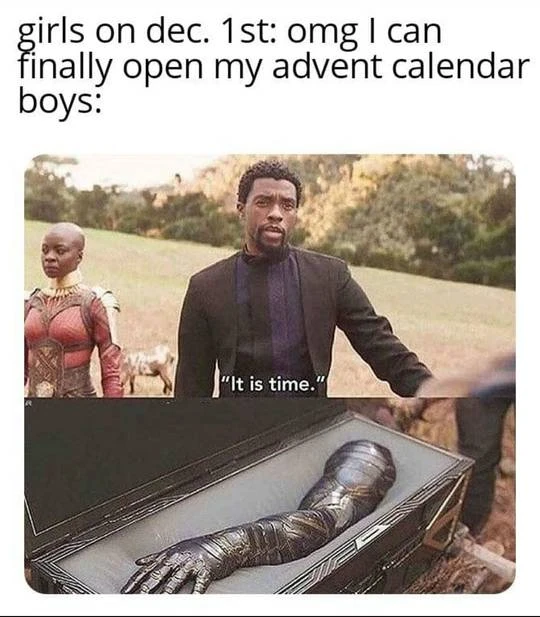 girls on dec. 1st: omg I can
finally open my advent calendar
boys:
"It is time."